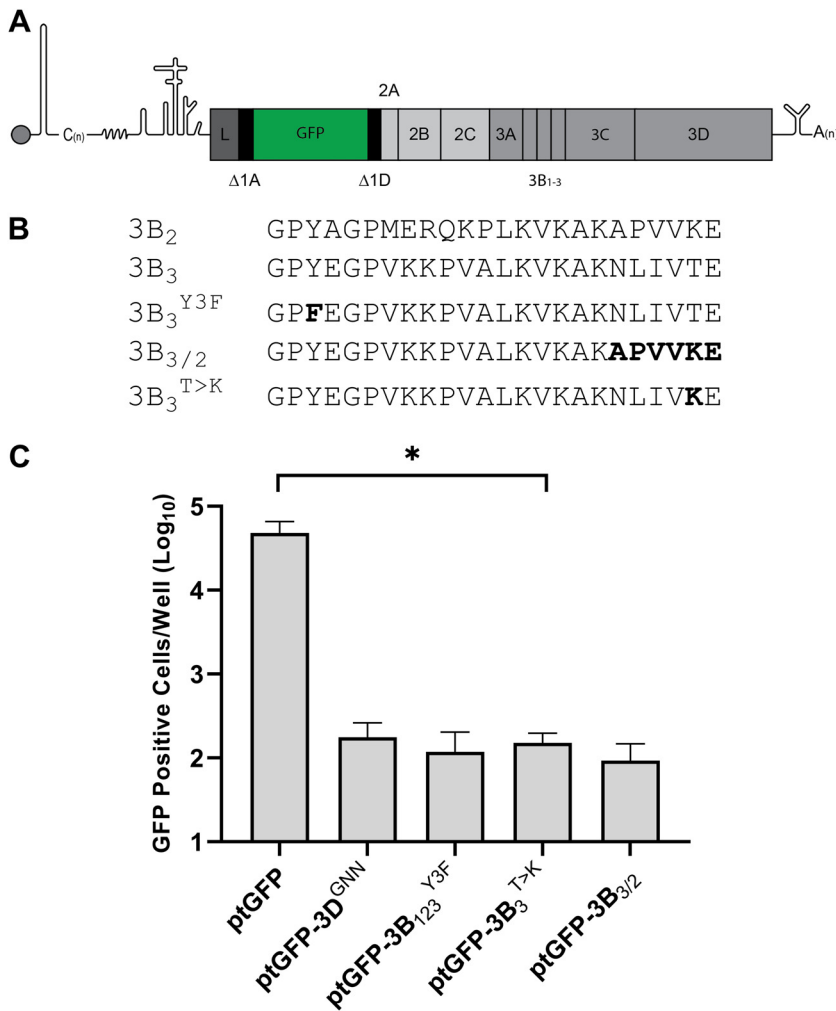 A
2A
C(n)
L
GFP
2B
2C
3A
3C
3D
A(n)
Δ1A
Δ1D
3B1-3
B
3B2 GPYAGPMERQKPLKVKAKAPVVKE
3B3 GPYEGPVKKPVALKVKAKNLIVTE
3B3Y3F GPFEGPVKKPVALKVKAKNLIVTE
3B3/2 GPYEGPVKKPVALKVKAKAPVVKE
3B3T>K GPYEGPVKKPVALKVKAKNLIVKE
C
*
GFP Positive Cells/Well (Log10)
5
4
3
2
1
ptGFP
ptGFP-3DGNN
ptGFP-3B123Y3F
ptGFP-3B3T>K
ptGFP-3B3/2